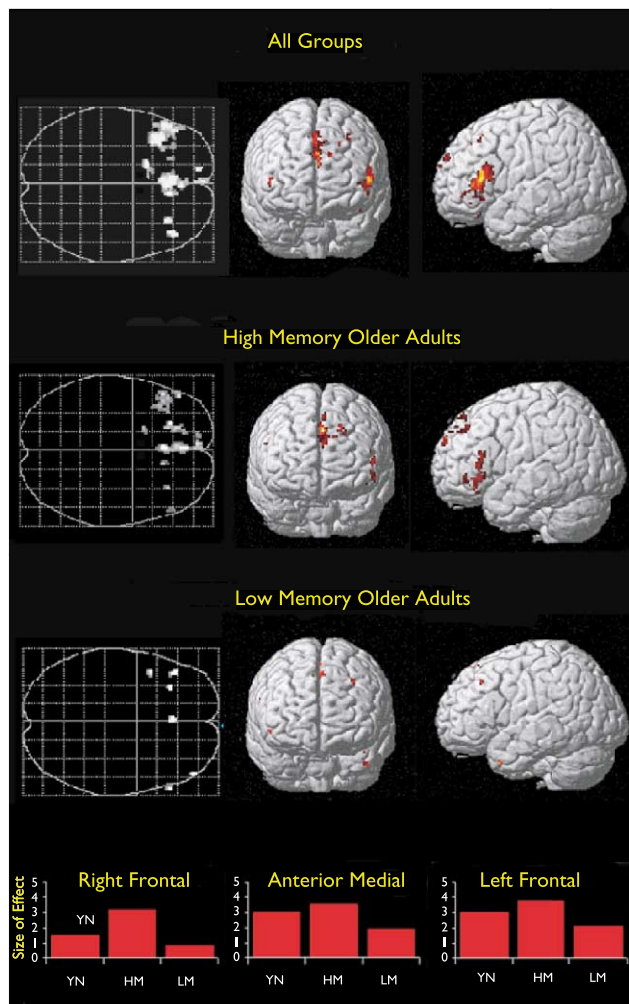 All Groups
High Memory Older Adults
Low Memory Older Adults
Size of Effect
Right Frontal
5
4
3
2
1
0
YN
YN HM LM
Anterior Medial
5
4
3
2
1
0
YN HM LM
Left Frontal
5
4
3
2
1
0
YN HM LM